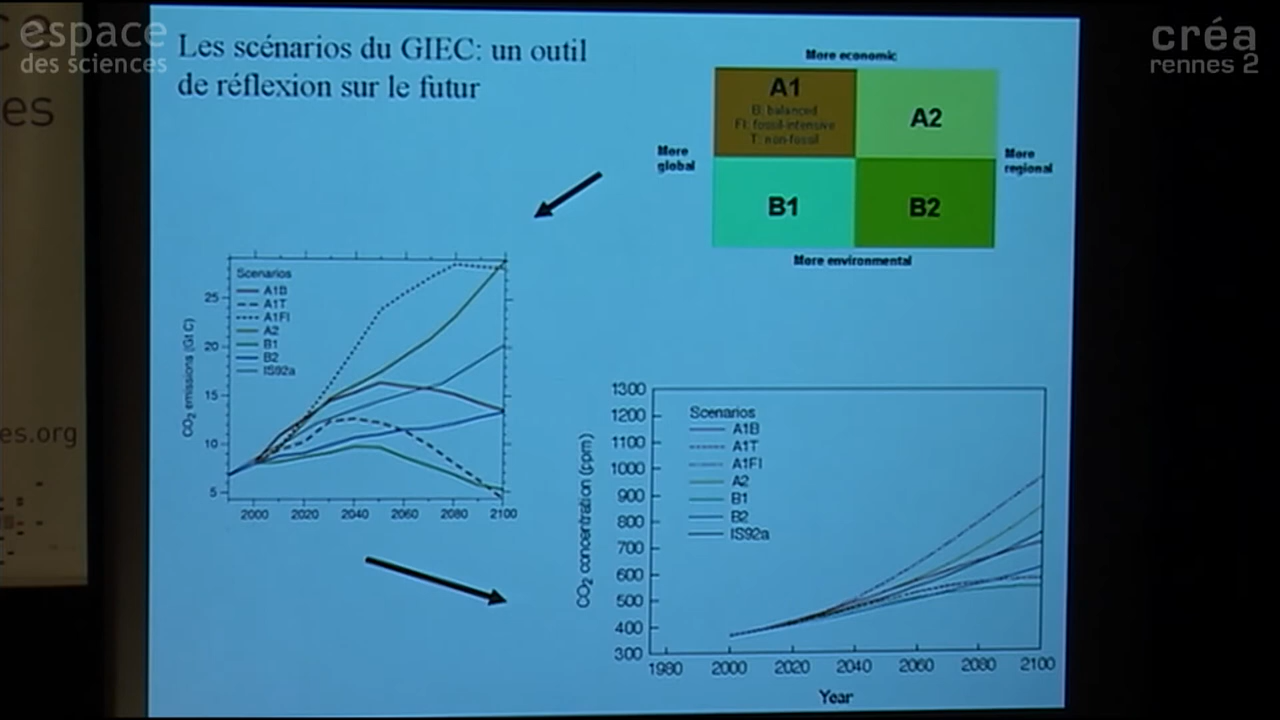 espace
des sciences
es
es.org
créa
rennes 2
Les scénarios du GIEC: un outil
de réflexion sur le futur
More economic
A1
B: balanced
FI: fossil-intensive
T: non-fossil
A2
More
global
More
regional
B1
B2
More environmental
Scenarios
A1B
A1T
A1FI
A2
B1
B2
IS92a
CO2 emissions (Gt C)
25
20
15
10
5
2000 2020 2040 2060 2080 2100
Scenarios
A1B
A1T
A1FI
A2
B1
B2
IS92a
CO2 concentration (ppm)
1300
1200
1100
1000
900
800
700
600
500
400
300
1980 2000 2020 2040 2060 2080 2100
Year